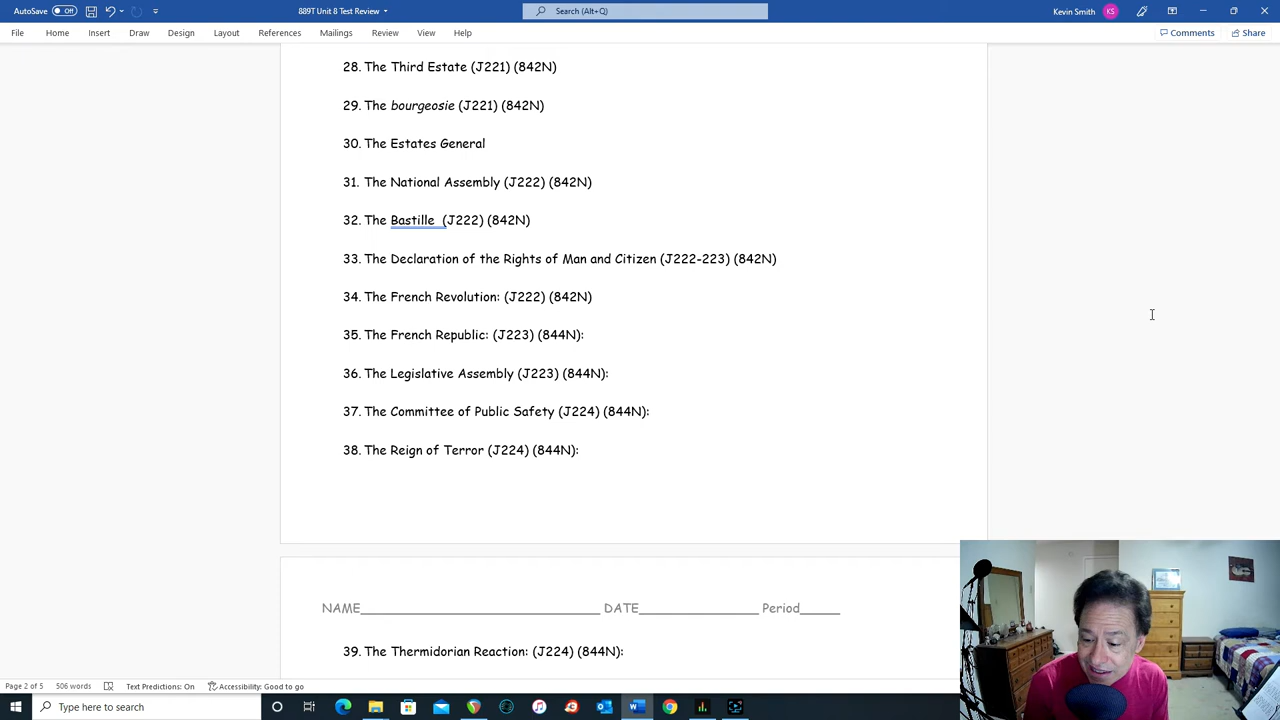 AutoSave Off 889T Unit 8 Test Review Search (Alt+Q) Kevin Smith KS
File Home Insert Draw Design Layout References Mailings Review View Help Comments Share
28. The Third Estate (J221) (842N)
29. The bourgeosie (J221) (842N)
30. The Estates General
31. The National Assembly (J222) (842N)
32. The Bastille (J222) (842N)
33. The Declaration of the Rights of Man and Citizen (J222-223) (842N)
34. The French Revolution: (J222) (842N)
35. The French Republic: (J223) (844N):
36. The Legislative Assembly (J223) (844N):
37. The Committee of Public Safety (J224) (844N):
38. The Reign of Terror (J224) (844N):
NAME______________________________ DATE_______________ Period_____
39. The Thermidorian Reaction: (J224) (844N):
Page 2 of 5 506 words Text Predictions: On Accessibility: Good to go
Type here to search